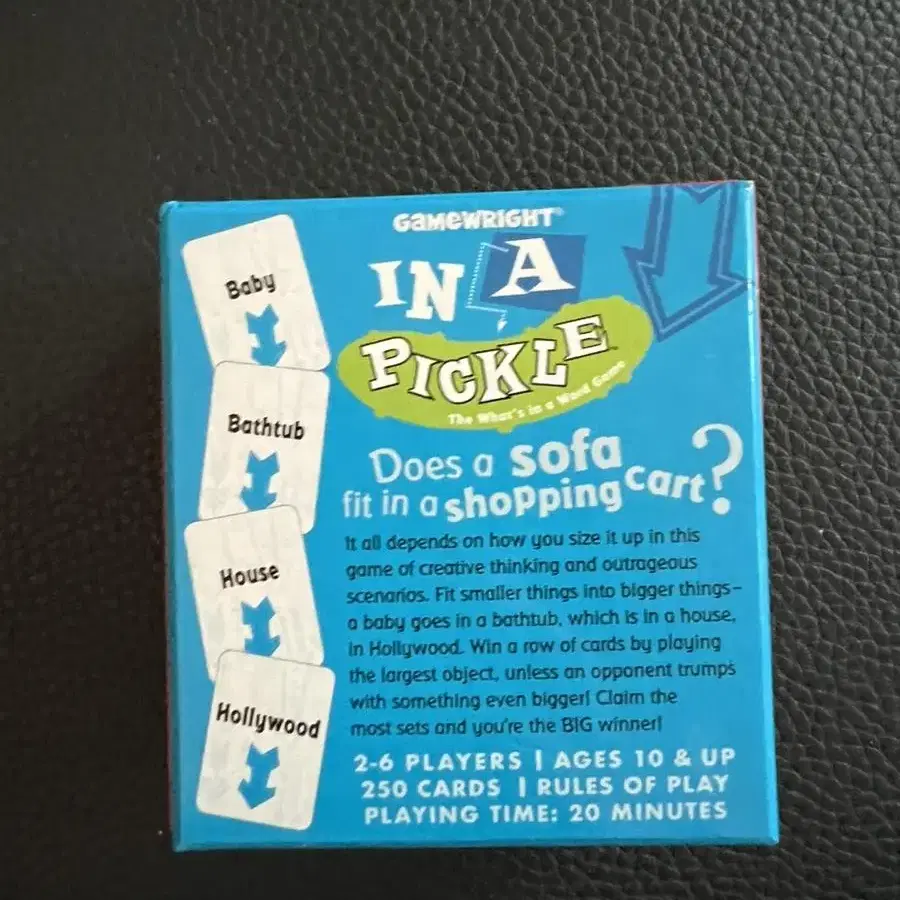 GAMEWRIGHT®
IN A
PICKLE™
The What's in a Word Game
Does a sofa
fit in a shopping cart?
It all depends on how you size it up in this
game of creative thinking and outrageous
scenarios. Fit smaller things into bigger things–
a baby goes in a bathtub, which is in a house,
in Hollywood. Win a row of cards by playing
the largest object, unless an opponent trumps
with something even bigger! Claim the
most sets and you're the BIG winner!
2-6 PLAYERS | AGES 10 & UP
250 CARDS | RULES OF PLAY
PLAYING TIME: 20 MINUTES
Baby
Bathtub
House
Hollywood